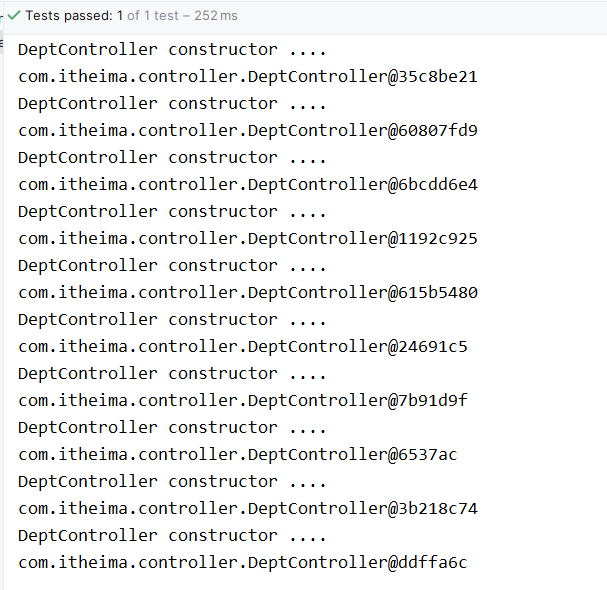 Tests passed: 1 of 1 test – 252 ms
DeptController constructor ....
com.itheima.controller.DeptController@35c8be21
DeptController constructor ....
com.itheima.controller.DeptController@60807fd9
DeptController constructor ....
com.itheima.controller.DeptController@6bcdd6e4
DeptController constructor ....
com.itheima.controller.DeptController@1192c925
DeptController constructor ....
com.itheima.controller.DeptController@615b5480
DeptController constructor ....
com.itheima.controller.DeptController@24691c5
DeptController constructor ....
com.itheima.controller.DeptController@7b91d9f
DeptController constructor ....
com.itheima.controller.DeptController@6537ac
DeptController constructor ....
com.itheima.controller.DeptController@3b218c74
DeptController constructor ....
com.itheima.controller.DeptController@ddffa6c